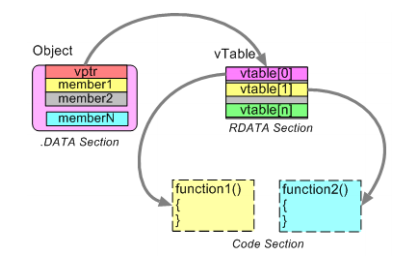 Object
vptr
member1
member2
memberN
.DATA Section
vTable
vtable[0]
vtable[1]
vtable[n]
RDATA Section
function1()
{
}
function2()
{
}
Code Section